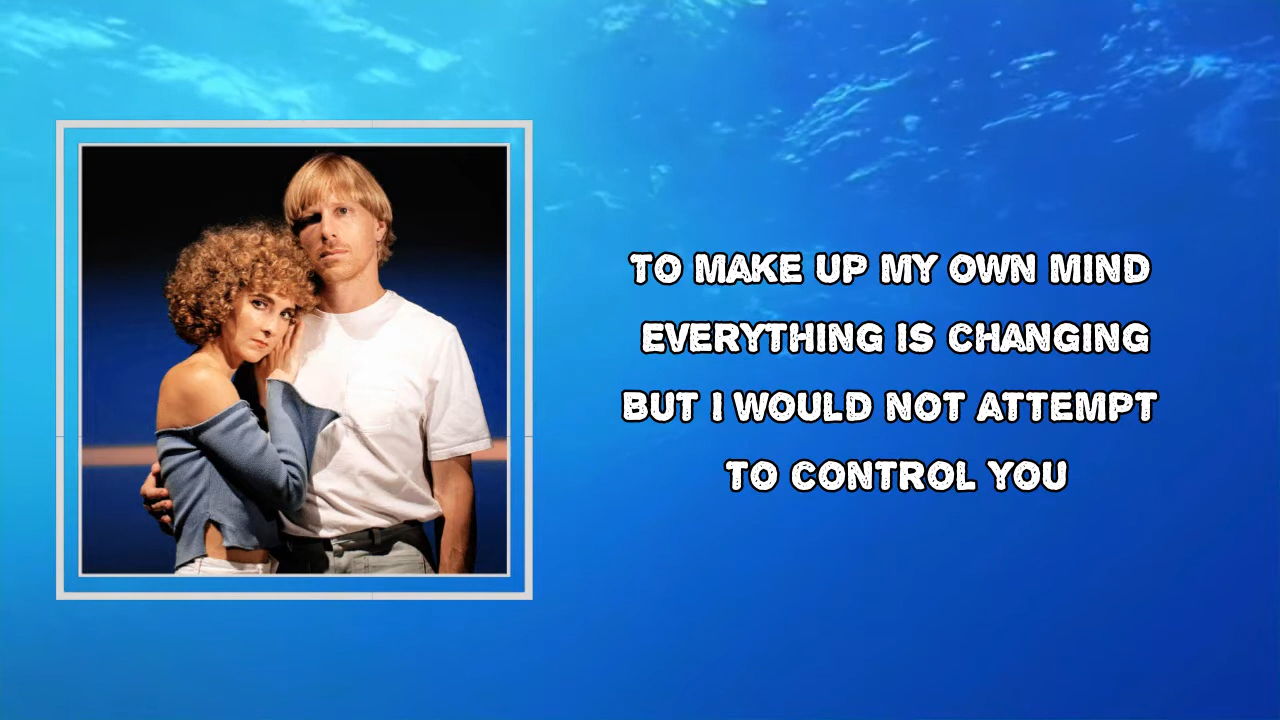 TO MAKE UP MY OWN MIND
EVERYTHING IS CHANGING
BUT I WOULD NOT ATTEMPT
TO CONTROL YOU